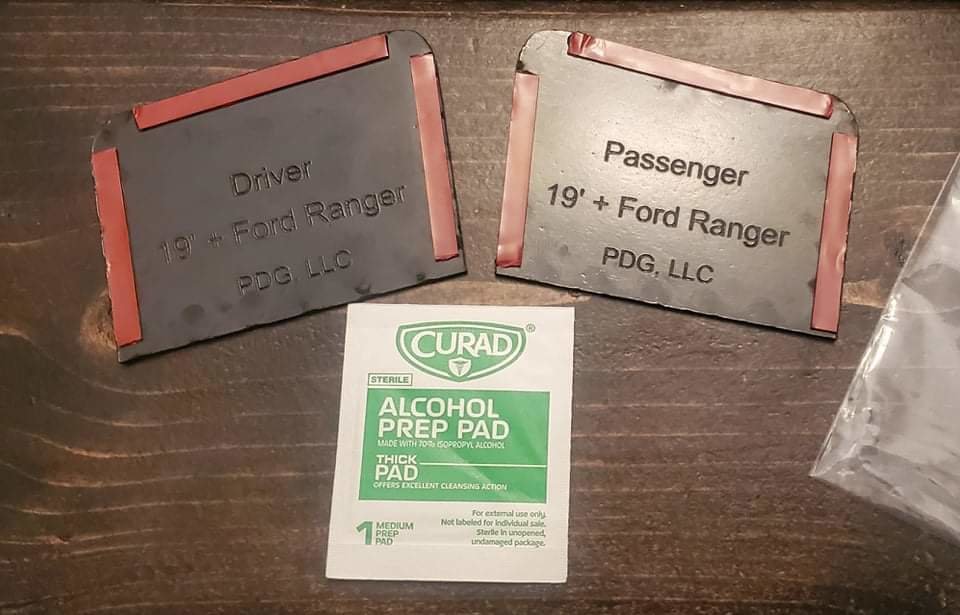 Driver
19' + Ford Ranger
PDG, LLC
Passenger
19' + Ford Ranger
PDG, LLC
CURAD®
STERILE
ALCOHOL
PREP PAD
MADE WITH 70% ISOPROPYL ALCOHOL
THICK
PAD
OFFERS EXCELLENT CLEANSING ACTION
1 MEDIUM
PREP
PAD
For external use only.
Not labeled for individual sale.
Sterile in unopened,
undamaged package.